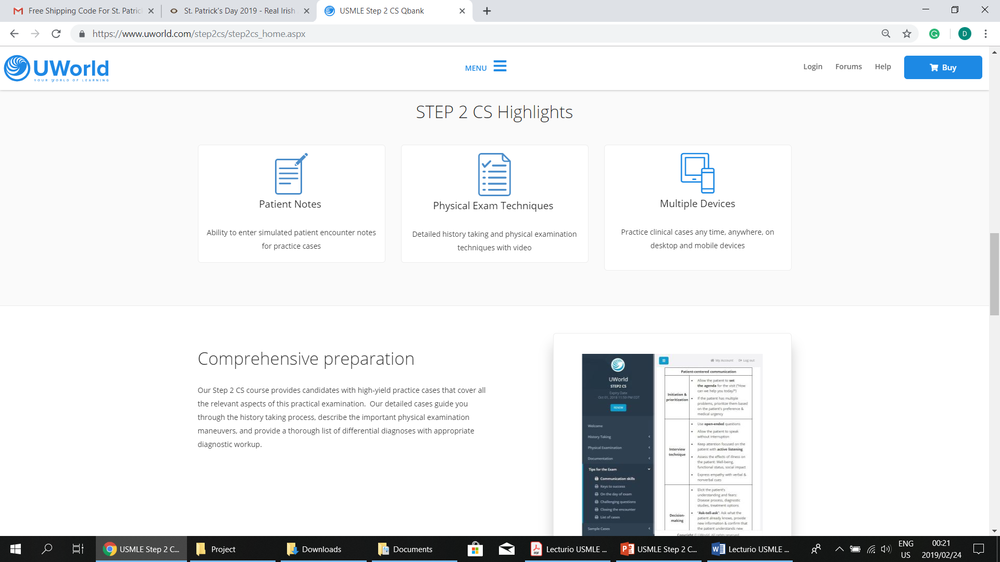 Free Shipping Code For St. Patric
St. Patrick's Day 2019 - Real Irish
USMLE Step 2 CS Qbank
https://www.uworld.com/step2cs/step2cs_home.aspx
D
UWorld
YOUR WORLD OF LEARNING
MENU
Login
Forums
Help
Buy
STEP 2 CS Highlights
Patient Notes
Ability to enter simulated patient encounter notes
for practice cases
Physical Exam Techniques
Detailed history taking and physical examination
techniques with video
Multiple Devices
Practice clinical cases any time, anywhere, on
desktop and mobile devices
Comprehensive preparation
Our Step 2 CS course provides candidates with high-yield practice cases that cover all
the relevant aspects of this practical examination. Our detailed cases guide you
through the history taking process, describe the important physical examination
maneuvers, and provide a thorough list of differential diagnoses with appropriate
diagnostic workup.
UWorld
STEP2 CS
Expiry Date
Oct 01, 2018 11:59 PM EDT
RENEW
Welcome
History Taking
Physical Examination
Documentation
Tips for the Exam
Communication skills
Keys to success
On the day of exam
Challenging questions
Closing the encounter
List of cases
Sample Cases
My Account
Log out
Patient-centered communication
Initiation &
prioritization
• Allow the patient to set
the agenda for the visit ("How
can we help you today?")
• If the patient has multiple
problems, prioritize them based
on the patient's preference &
medical urgency
Interview
technique
• Use open-ended questions
• Allow the patient to speak
without interruption
• Keep attention focused on the
patient with active listening
• Assess the effects of illness on
the patient: Well-being,
functional status, social impact
• Express empathy with verbal &
nonverbal cues
Decision-
making
• Elicit the patient's
understanding and fears:
Disease process, diagnostic
studies, treatment options
• "Ask-tell-ask": Ask what the
patient already knows, provide
new information & confirm that
the patient understands new
Copyright © UWorld. All rights reserved.
USMLE Step 2 C...
Project
Downloads
Documents
Lecturio USMLE ...
USMLE Step 2 C...
Lecturio USMLE ...
ENG
US
00:21
2019/02/24